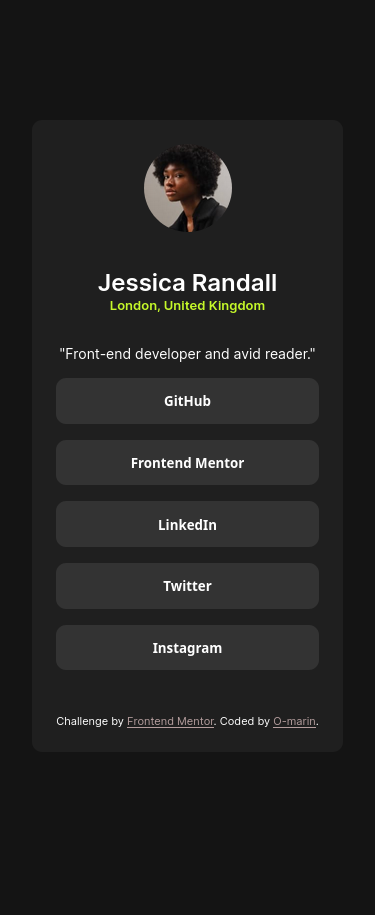 Jessica Randall
London, United Kingdom
"Front-end developer and avid reader."
GitHub
Frontend Mentor
LinkedIn
Twitter
Instagram
Challenge by Frontend Mentor. Coded by O-marin.